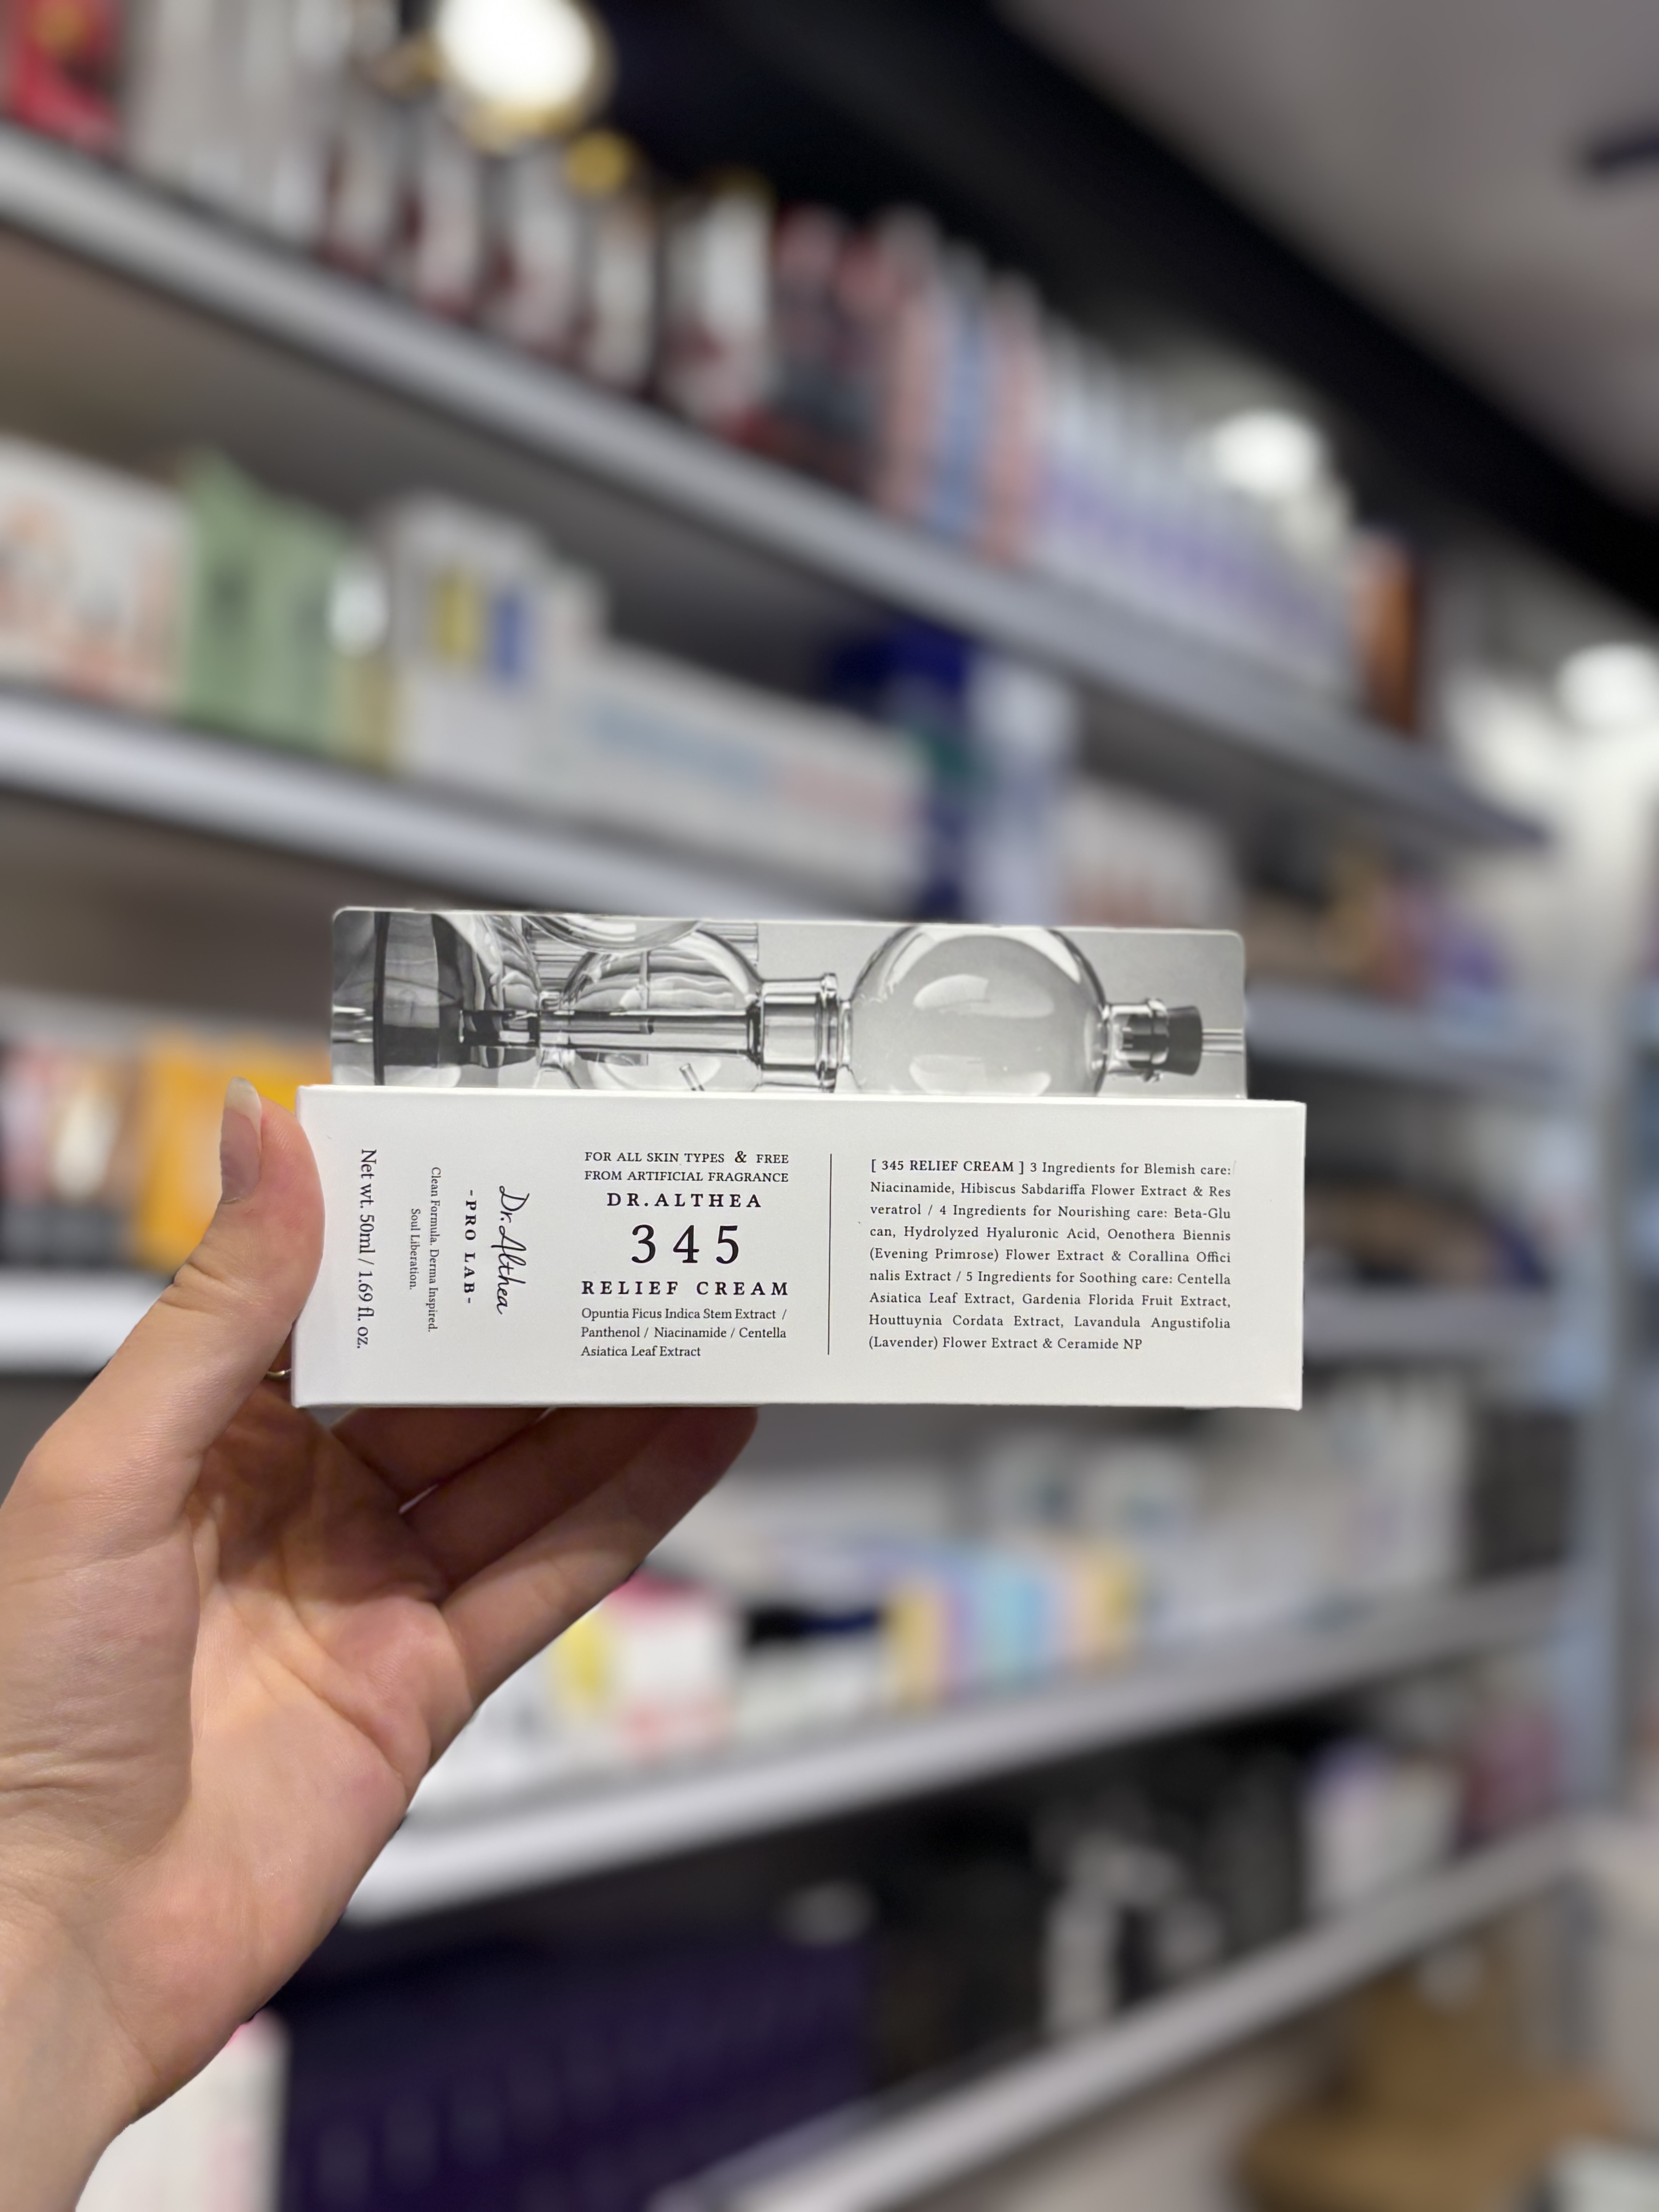 Net wt. 50ml / 1.69 fl. oz.
Clean Formula. Derma Inspired.
Soul Liberation.
-PRO LAB-
Dr.Althea
FOR ALL SKIN TYPES & FREE
FROM ARTIFICIAL FRAGRANCE
DR.ALTHEA
345
RELIEF CREAM
Opuntia Ficus Indica Stem Extract /
Panthenol / Niacinamide / Centella
Asiatica Leaf Extract
[ 345 RELIEF CREAM ] 3 Ingredients for Blemish care:
Niacinamide, Hibiscus Sabdariffa Flower Extract & Res
veratrol / 4 Ingredients for Nourishing care: Beta-Glu
can, Hydrolyzed Hyaluronic Acid, Oenothera Biennis
(Evening Primrose) Flower Extract & Corallina Offici
nalis Extract / 5 Ingredients for Soothing care: Centella
Asiatica Leaf Extract, Gardenia Florida Fruit Extract,
Houttuynia Cordata Extract, Lavandula Angustifolia
(Lavender) Flower Extract & Ceramide NP